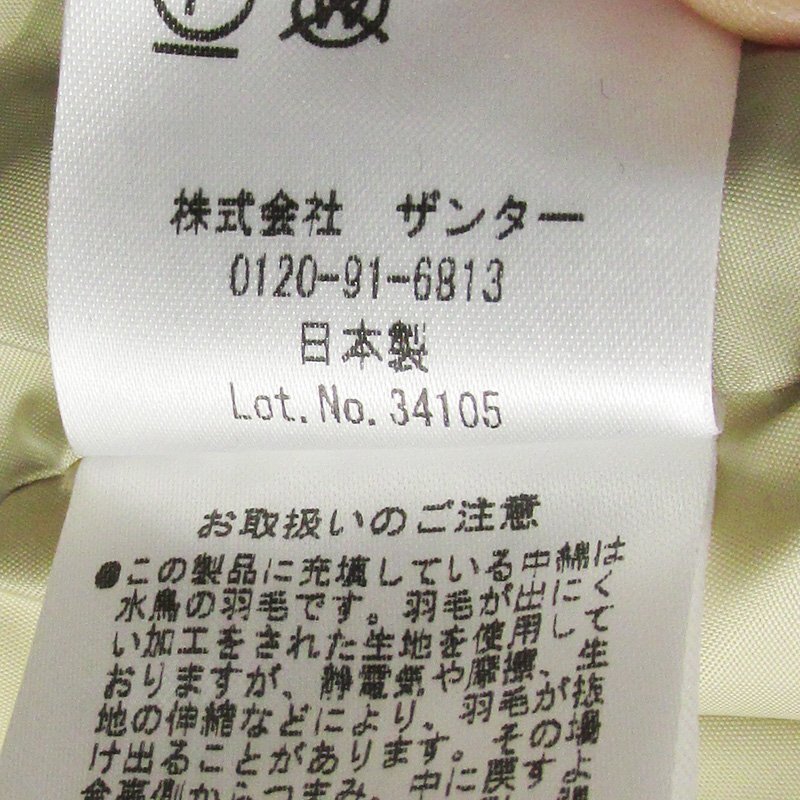 株式会社 ザンター
0120-91-6813
日本製
Lot.No.34105
お取扱いのご注意
●この製品に充填している中綿は
水鳥の羽毛です。羽毛が出にく
い加工をされた生地を使用して
おりますが、静電気や摩擦、生
地の伸縮などにより、羽毛が抜
け出ることがあります。その場